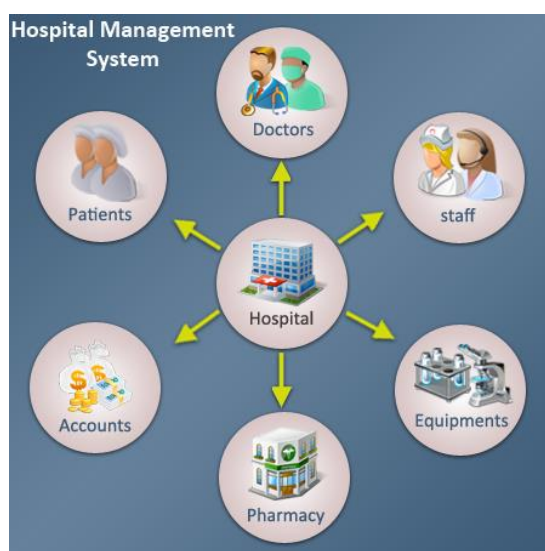 Hospital Management
System
Doctors
Patients
staff
Hospital
Accounts
Equipments
Pharmacy